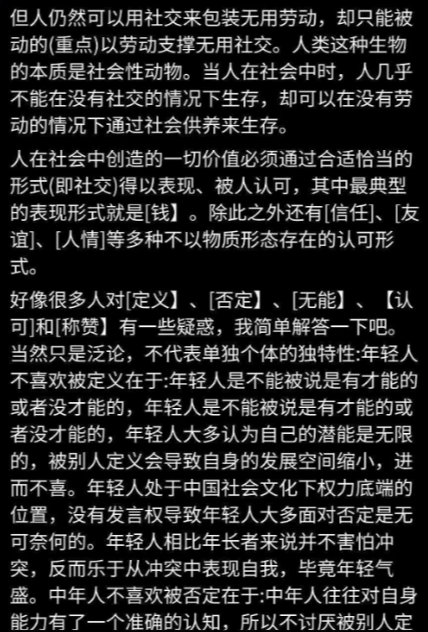 但人仍然可以用社交来包装无用劳动，却只能被
动的(重点)以劳动支撑无用社交。人类这种生物
的本质是社会性动物。当人在社会中时，人几乎
不能在没有社交的情况下生存，却可以在没有劳
动的情况下通过社会供养来生存。
人在社会中创造的一切价值必须通过合适恰当的
形式(即社交)得以表现、被人认可，其中最典型
的表现形式就是[钱】。除此之外还有[信任]、[友
谊]、[人情]等多种不以物质形态存在的认可形
式。
好像很多人对[定义】、[否定】、[无能】、【认
可]和[称赞】有一些疑惑，我简单解答一下吧。
当然只是泛论，不代表单独个体的独特性:年轻人
不喜欢被定义在于:年轻人是不能被说是有才能的
或者没才能的，年轻人是不能被说是有才能的或
者没才能的，年轻人大多认为自己的潜能是无限
的，被别人定义会导致自身的发展空间缩小，进
而不喜。年轻人处于中国社会文化下权力底端的
位置，没有发言权导致年轻人大多面对否定是无
可奈何的。年轻人相比年长者来说并不害怕冲
突，反而乐于从冲突中表现自我，毕竟年轻气
盛。中年人不喜欢被否定在于:中年人往往对自身
能力有了一个准确的认知，所以不讨厌被别人定